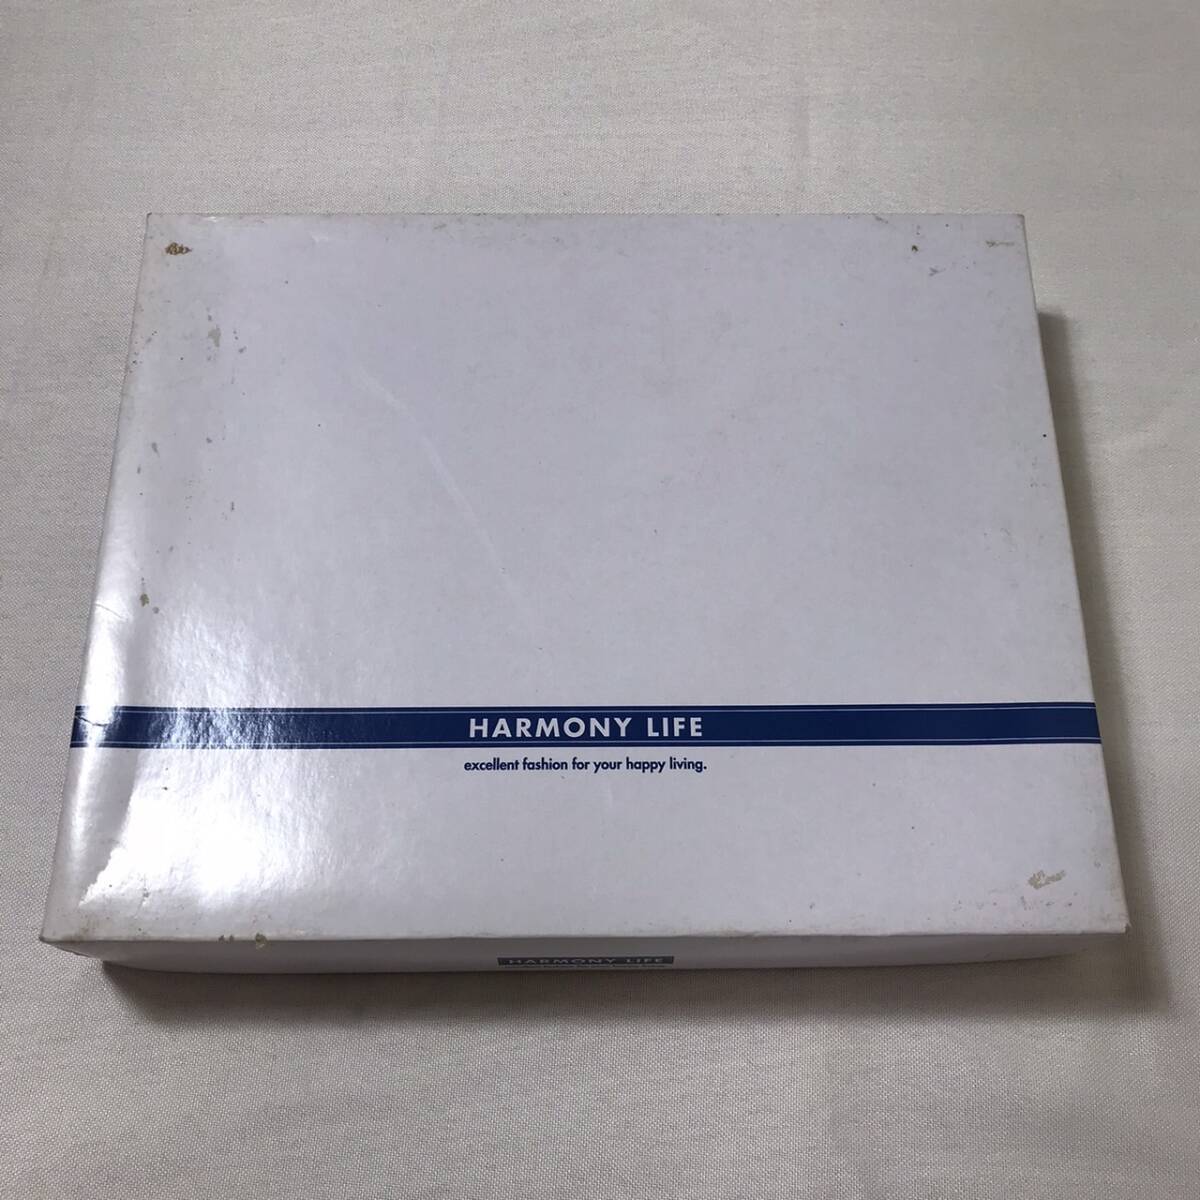 HARMONY LIFE
excellent fashion for your happy living.
HARMONY LIFE